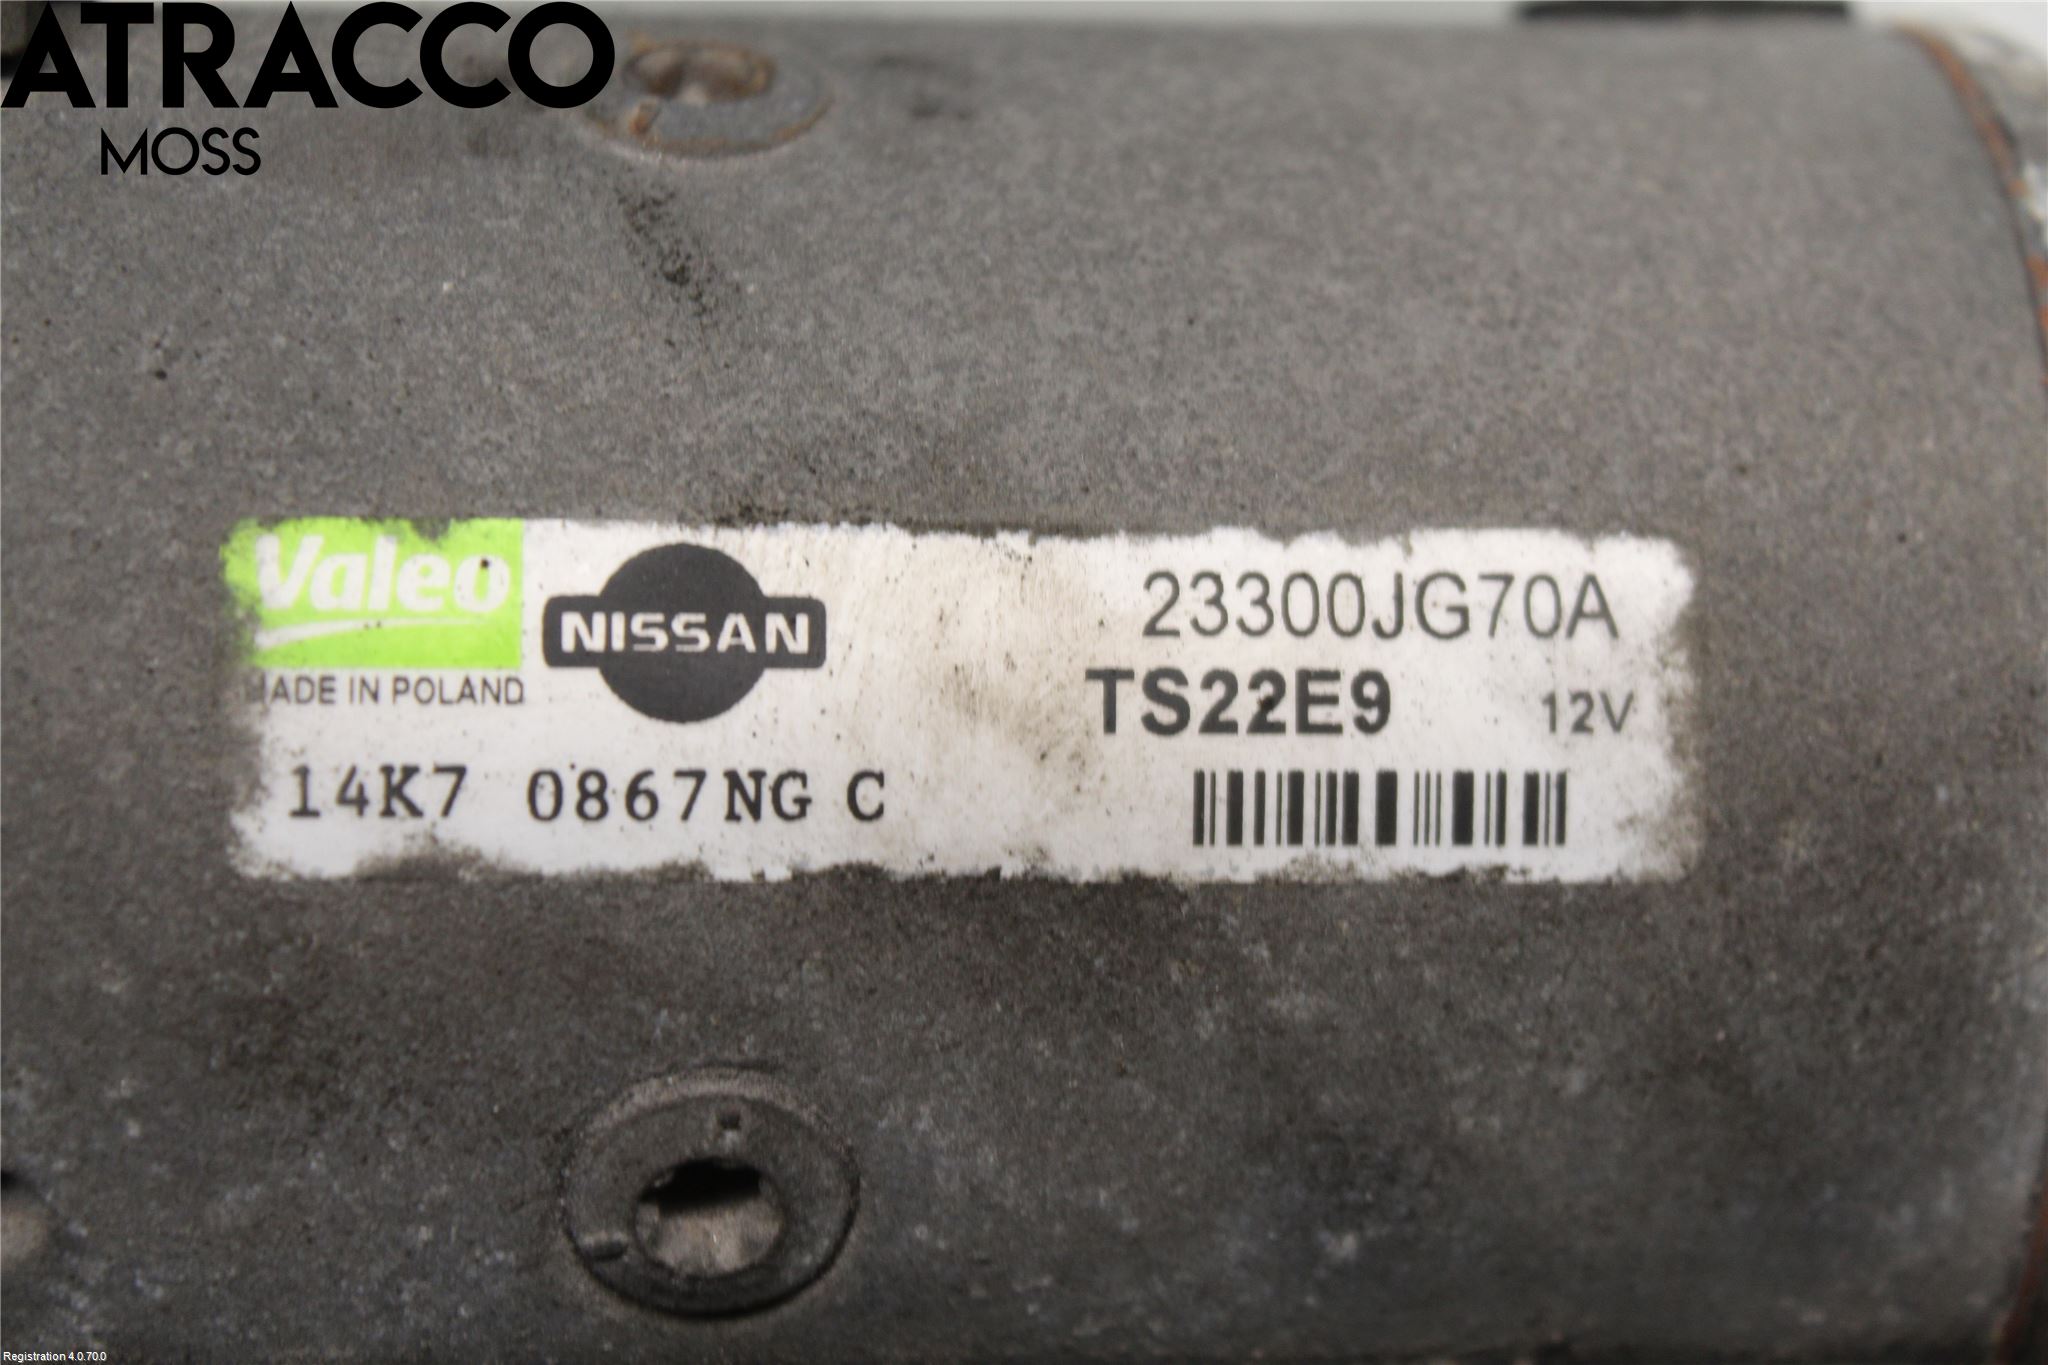 ATRACCO
MOSS
Valeo
NISSAN
23300JG70A
MADE IN POLAND
TS22E9 12V
14K7 0867NG C
Registration 4.0.70.0